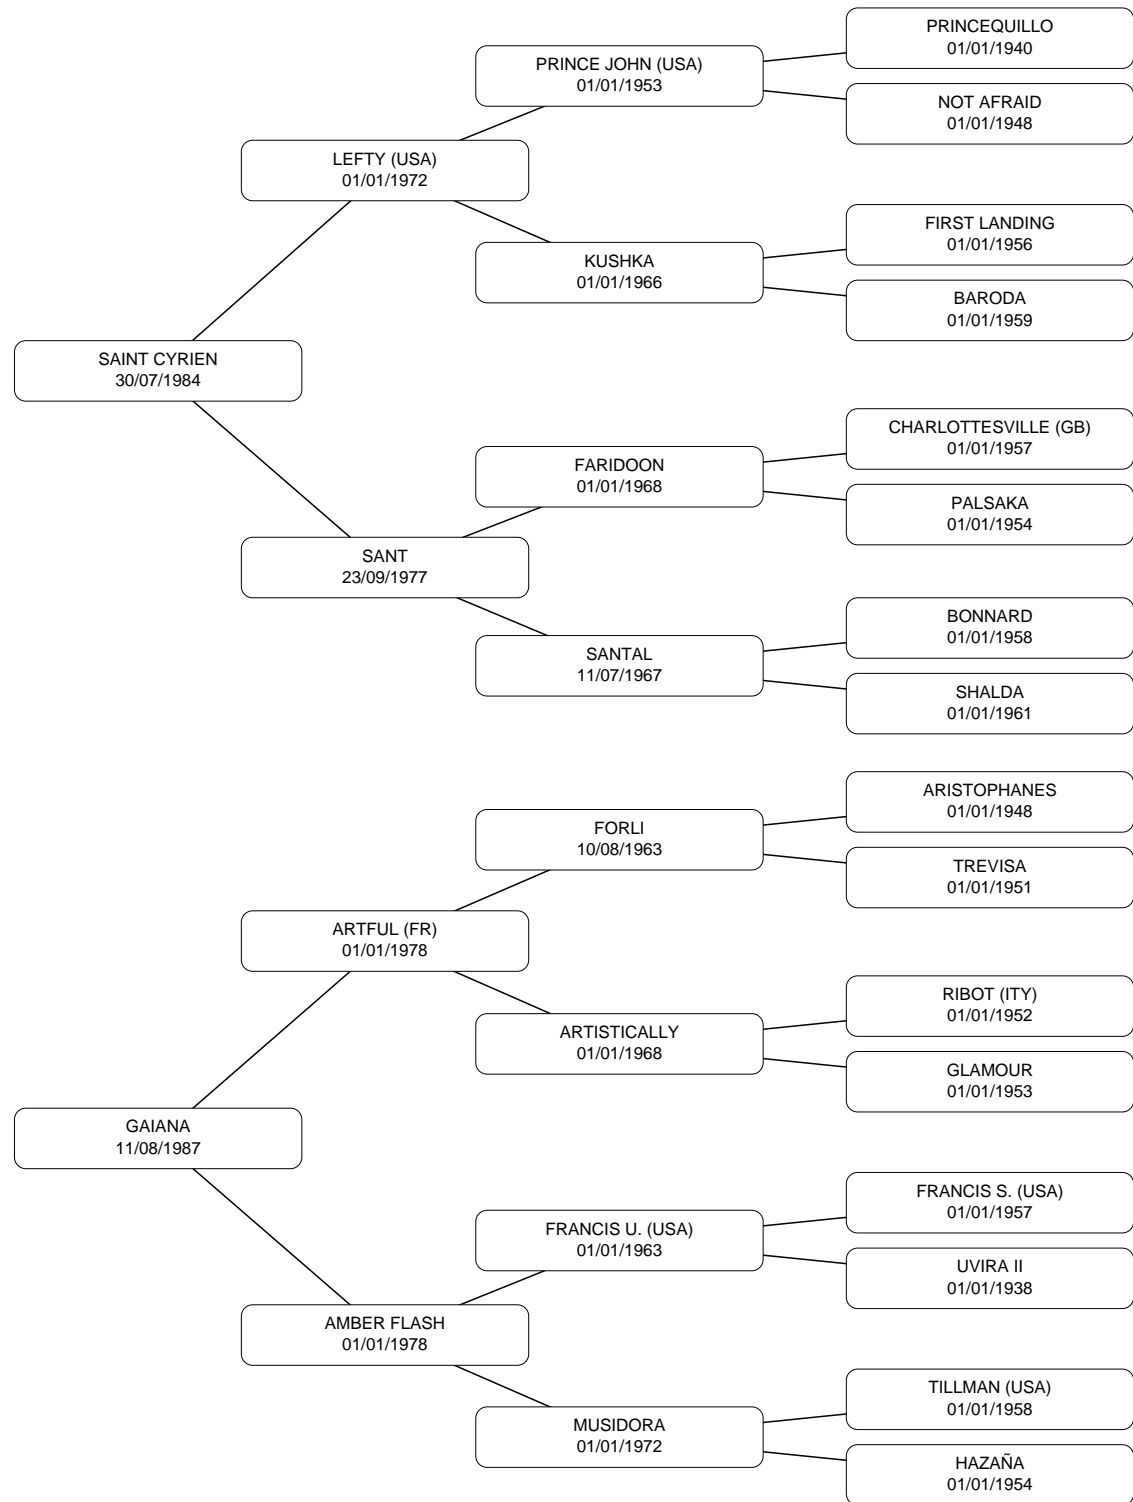 PRINCEQUILLO
01/01/1940
PRINCE JOHN (USA)
01/01/1953
NOT AFRAID
01/01/1948
LEFTY (USA)
01/01/1972
FIRST LANDING
01/01/1956
KUSHKA
01/01/1966
BARODA
01/01/1959
SAINT CYRIEN
30/07/1984
CHARLOTTESVILLE (GB)
01/01/1957
FARIDOON
01/01/1968
PALSAKA
01/01/1954
SANT
23/09/1977
BONNARD
01/01/1958
SANTAL
11/07/1967
SHALDA
01/01/1961
ARISTOPHANES
01/01/1948
FORLI
10/08/1963
TREVISA
01/01/1951
ARTFUL (FR)
01/01/1978
RIBOT (ITY)
01/01/1952
ARTISTICALLY
01/01/1968
GLAMOUR
01/01/1953
GAIANA
11/08/1987
FRANCIS S. (USA)
01/01/1957
FRANCIS U. (USA)
01/01/1963
UVIRA II
01/01/1938
AMBER FLASH
01/01/1978
TILLMAN (USA)
01/01/1958
MUSIDORA
01/01/1972
HAZAÑA
01/01/1954